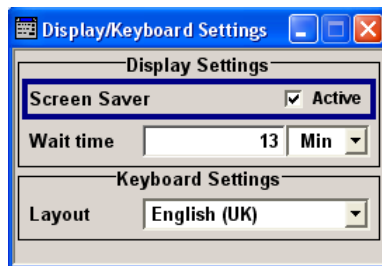 Display/Keyboard Settings
Display Settings
Screen Saver Active
Wait time 13 Min
Keyboard Settings
Layout English (UK)